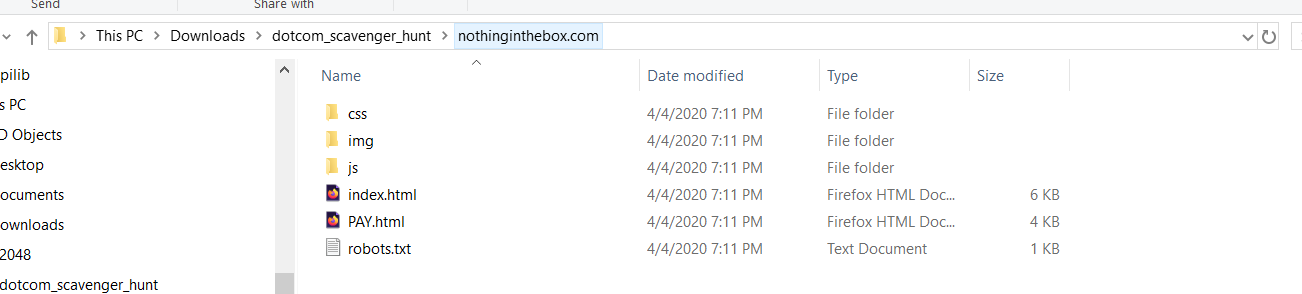 Send
Share with
This PC > Downloads > dotcom_scavenger_hunt > nothinginthebox.com
pilib
s PC
D Objects
esktop
ocuments
ownloads
2048
dotcom_scavenger_hunt
Name Date modified Type Size
css 4/4/2020 7:11 PM File folder
img 4/4/2020 7:11 PM File folder
js 4/4/2020 7:11 PM File folder
index.html 4/4/2020 7:11 PM Firefox HTML Doc... 6 KB
PAY.html 4/4/2020 7:11 PM Firefox HTML Doc... 4 KB
robots.txt 4/4/2020 7:11 PM Text Document 1 KB